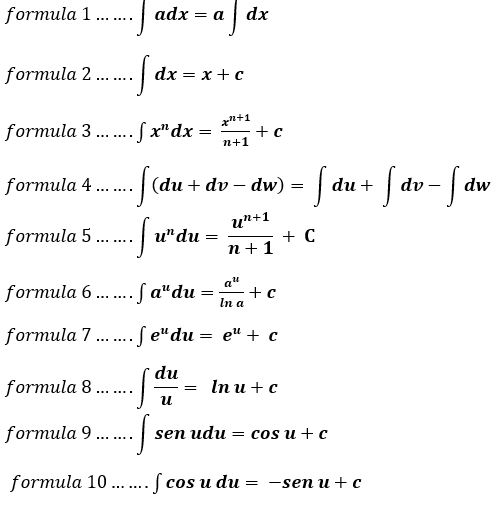 formula 1 … … . ∫ adx = a ∫ dx
formula 2 … … . ∫ dx = x + c
formula 3 … … . ∫ xⁿdx = xⁿ⁺¹/n+1 + c
formula 4 … … . ∫(du + dv − dw) = ∫ du + ∫ dv − ∫ dw
formula 5 … … . ∫ uⁿdu = uⁿ⁺¹/n + 1 + C
formula 6 … … . ∫ aᵘdu = aᵘ/ln a + c
formula 7 … … . ∫ eᵘdu = eᵘ + c
formula 8 … … . ∫ du/u = ln u + c
formula 9 … … . ∫ sen udu = cos u + c
formula 10 … … . ∫ cos u du = −sen u + c